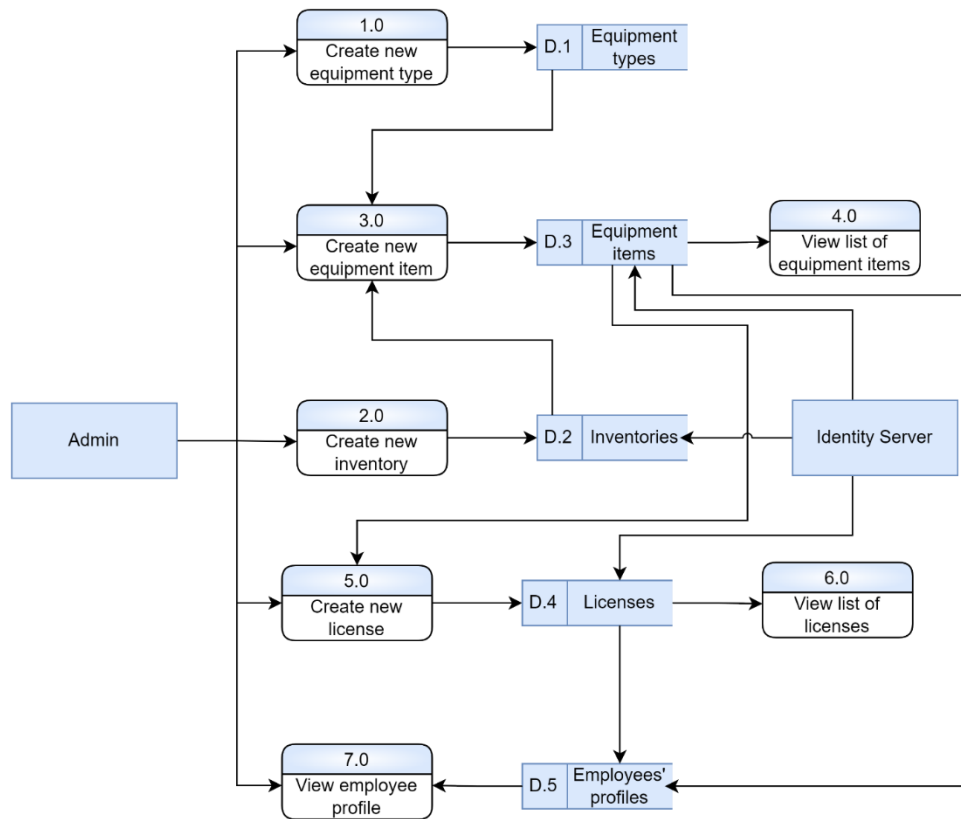 1.0
Create new
equipment type
D.1
Equipment
types
3.0
Create new
equipment item
D.3
Equipment
items
4.0
View list of
equipment items
Admin
2.0
Create new
inventory
D.2
Inventories
Identity Server
5.0
Create new
license
D.4
Licenses
6.0
View list of
licenses
7.0
View employee
profile
D.5
Employees'
profiles